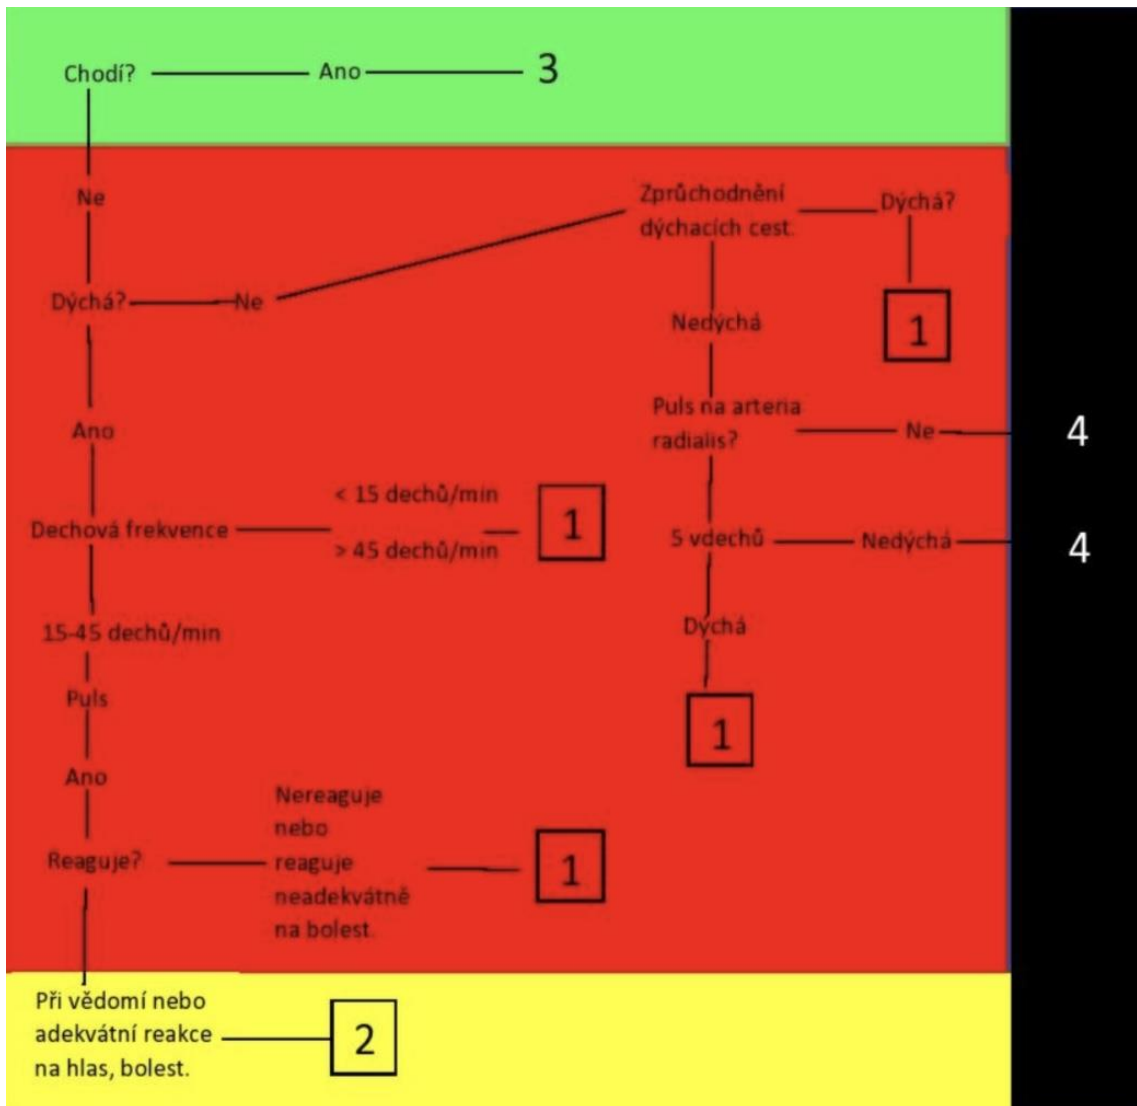 Chodí?
Ano
3
Ne
Zprůchodnění
dýchacích cest.
Dýchá?
Dýchá?
Ne
1
Nedýchá
Ano
Puls na arteria
radialis?
Ne
4
Dechová frekvence
< 15 dechů/min
> 45 dechů/min
1
5 vdechů
Nedýchá
4
15-45 dechů/min
Dýchá
1
Puls
Ano
Reaguje?
Nereaguje
nebo
reaguje
neadekvátně
na bolest.
1
Při vědomí nebo
adekvátní reakce
na hlas, bolest.
2